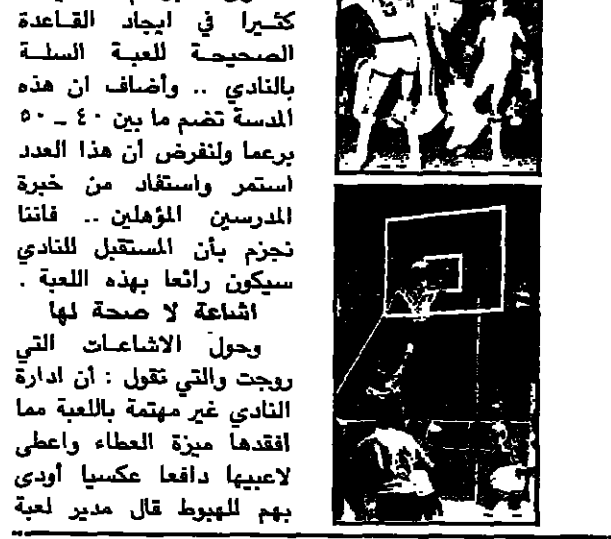 كثيرا في ايجاد القاعدة
الصحيحة للعبة السلة
بالنادي .. وأضاف ان هذه
المدسة تضم ما بين ٤٠ ــ ٥٠
برعما ولنفرض أن هذا العدد
استمر واستفاد من خبرة
المدرسين المؤهلين .. فاننا
نجزم بأن المستقبل للنادي
سيكون رائعا بهذه اللعبة .
اشاعة لا صحة لها
وحول الاشاعات التي
روجت والتي تقول : أن ادارة
النادي غير مهتمة باللعبة مما
أفقدها ميزة العطاء واعطى
لاعبيها دافعا عكسيا أودى
بهم للهبوط قال مدير لعبة